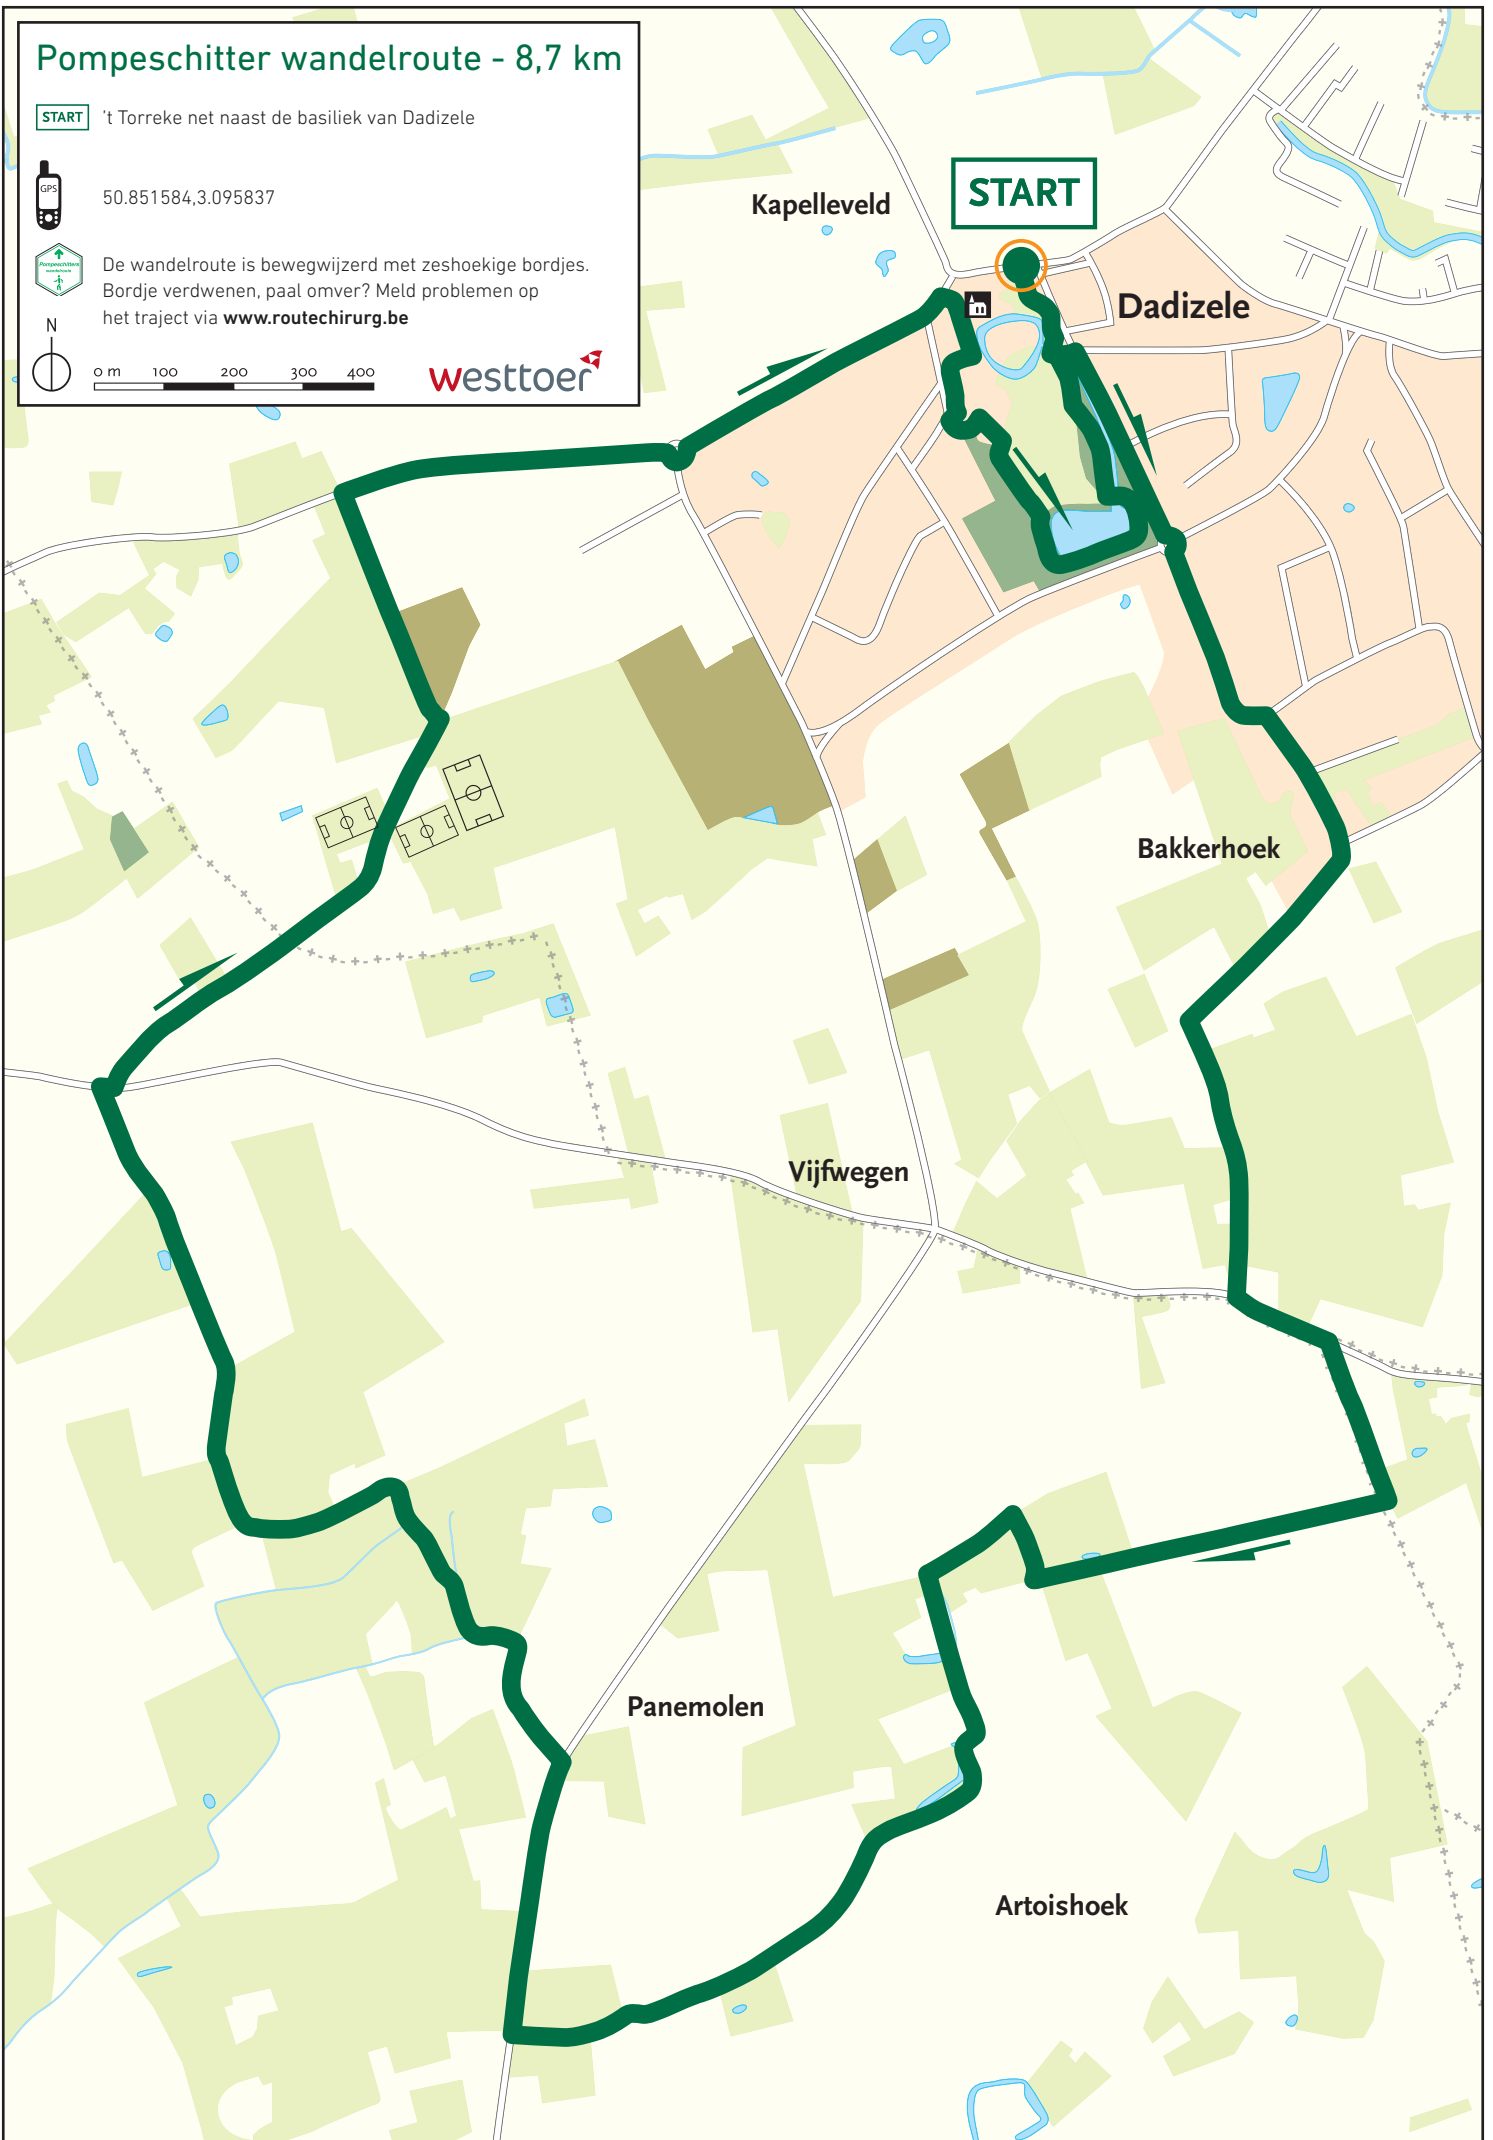 Pompeschitter wandelroute - 8,7 km
START 't Torreke net naast de basiliek van Dadizele
GPS
50.851584,3.095837
Pompeschitters
wandelroute
De wandelroute is bewegwijzerd met zeshoekige bordjes.
Bordje verdwenen, paal omver? Meld problemen op
het traject via www.routechirurg.be
N
0 m 100 200 300 400
westtoer
Kapelleveld
START
Dadizele
Bakkerhoek
Vijfwegen
Panemolen
Artoishoek